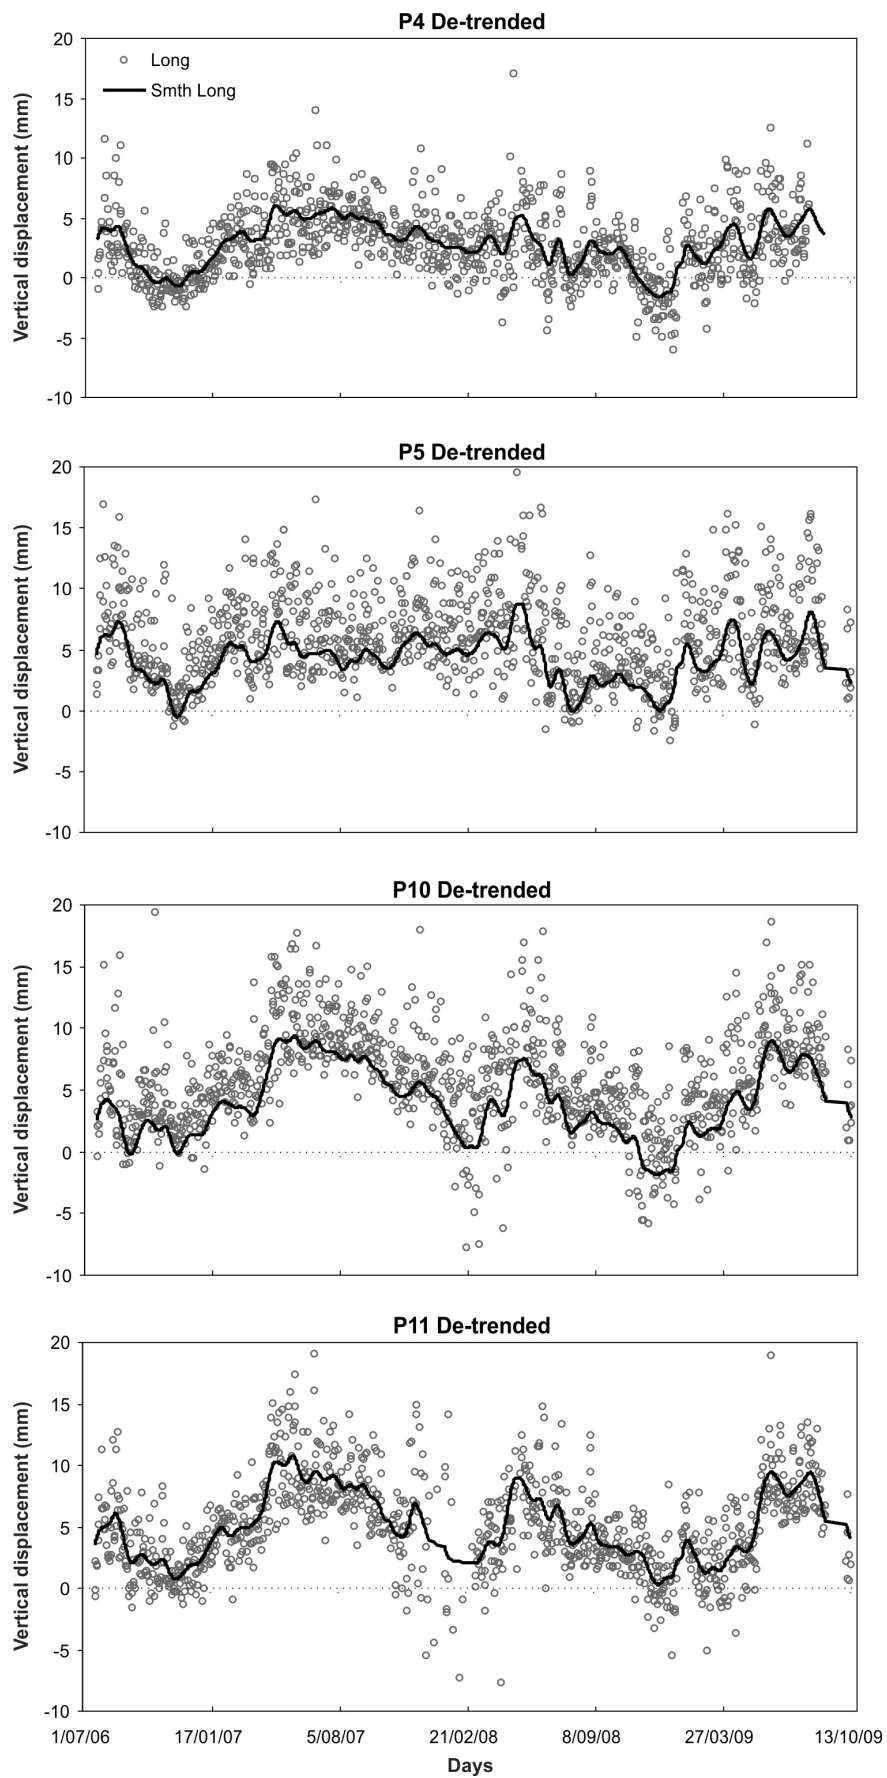 P4 De-trended
20
15
10
5
0
-5
-10
Vertical displacement (mm)
Long
Smth Long
P5 De-trended
20
15
10
5
0
-5
-10
Vertical displacement (mm)
P10 De-trended
20
15
10
5
0
-5
-10
Vertical displacement (mm)
P11 De-trended
20
15
10
5
0
-5
-10
Vertical displacement (mm)
1/07/06 17/01/07 5/08/07 21/02/08 8/09/08 27/03/09 13/10/09
Days